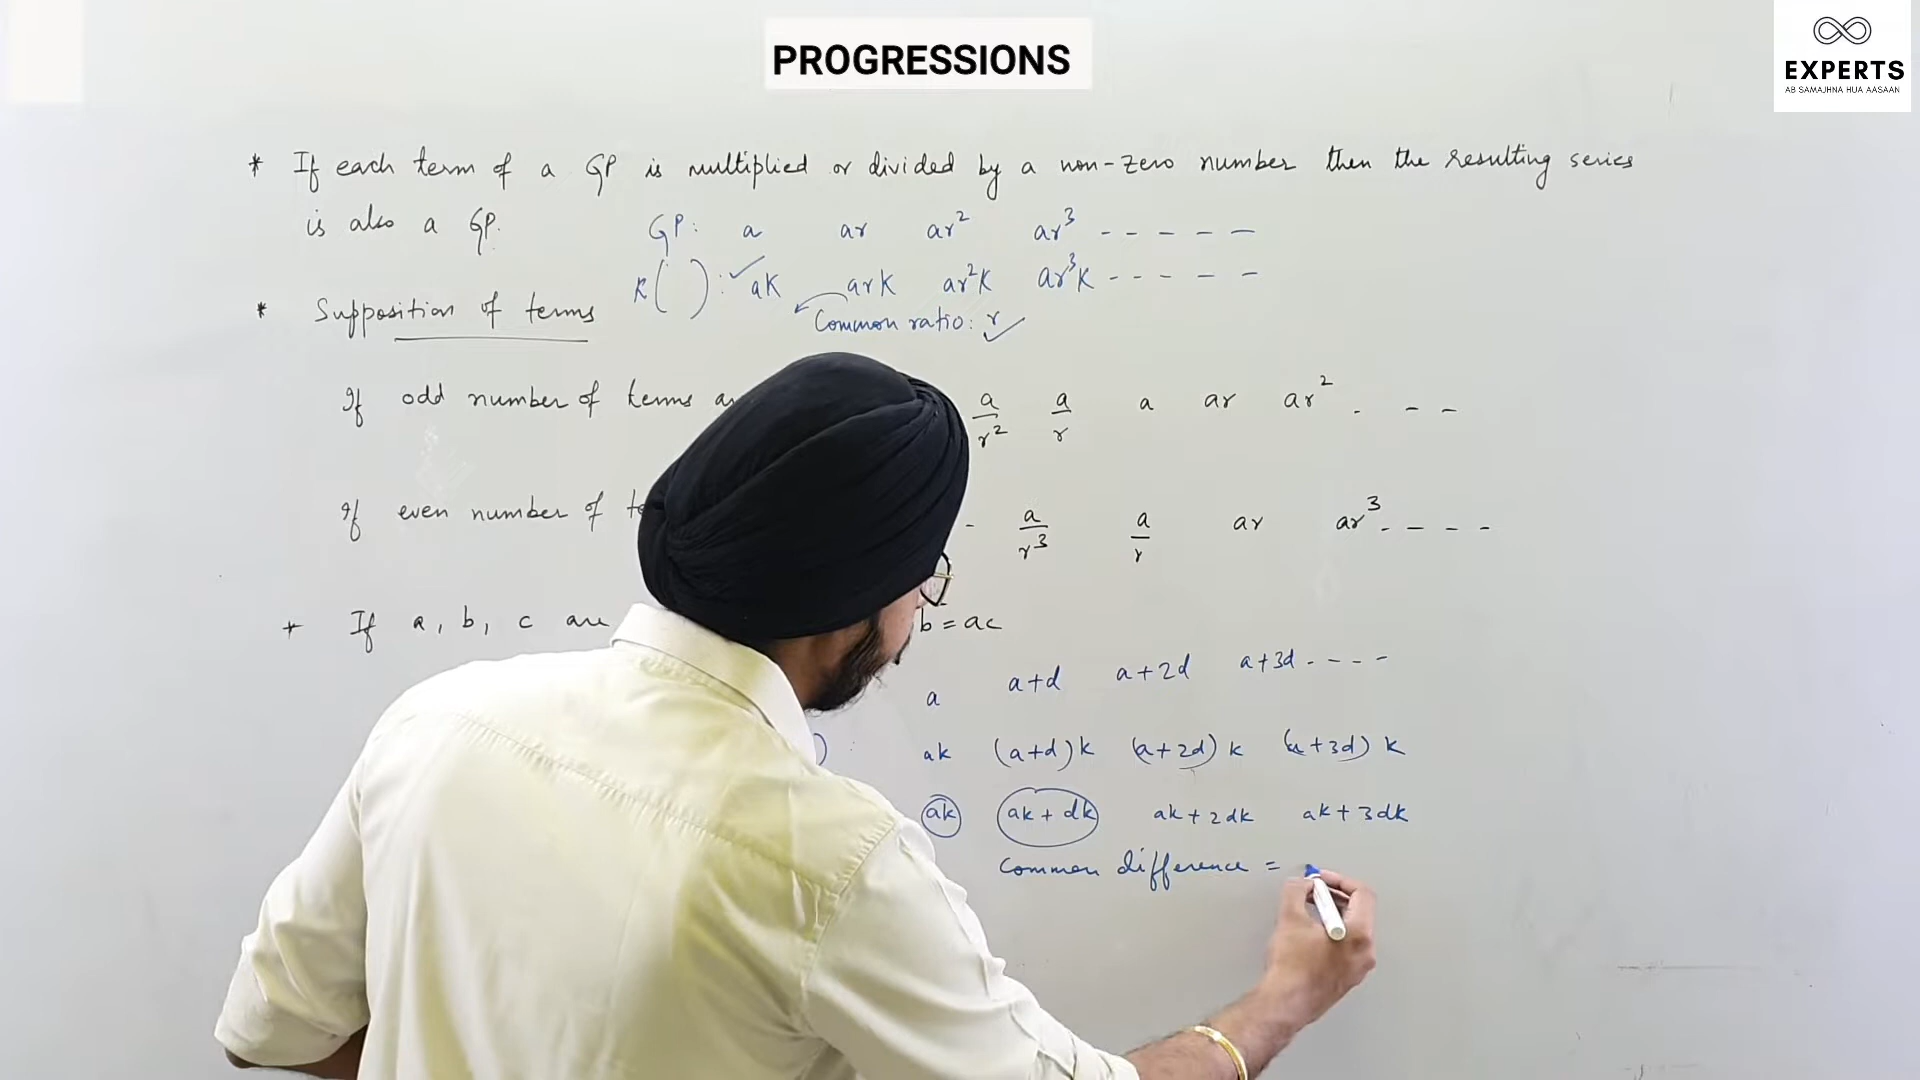 PROGRESSIONS
EXPERTS
AB SAMAJHNA HUA AASAAN
* If each term of a GP is multiplied or divided by a non-zero number then the resulting series
is also a GP.
GP: a ar ar² ar³ - - - - -
K( ): ✓ ak ark ar²k ar³k - - - - -
Common ratio: r ✓
* Supposition of terms
If odd number of terms
a/r² a/r a ar ar² . - -
If even number of
- a/r³ a/r ar ar³ - - - -
* If a, b, c are
b = ac
a a+d a+2d a+3d - - - -
) : ak (a+d)k (a+2d)k (a+3d)k
ak ak+dk ak+2dk ak+3dk
Common difference =